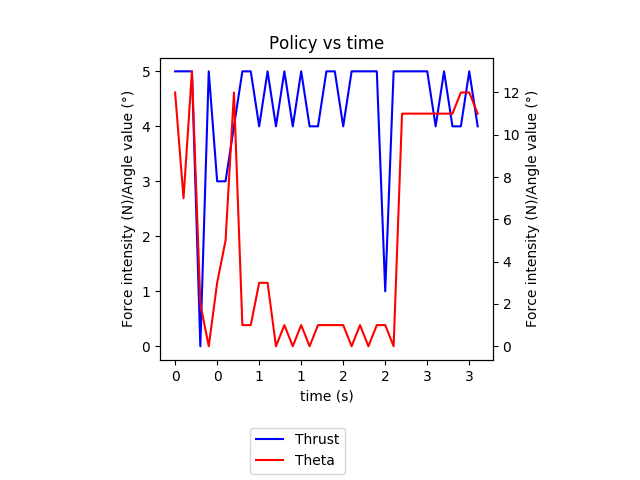 Policy vs time
Force intensity (N)/Angle value (°)
5
4
3
2
1
0
12
10
8
6
4
2
0
Force intensity (N)/Angle value (°)
0 0 1 1 2 2 3 3
time (s)
Thrust
Theta